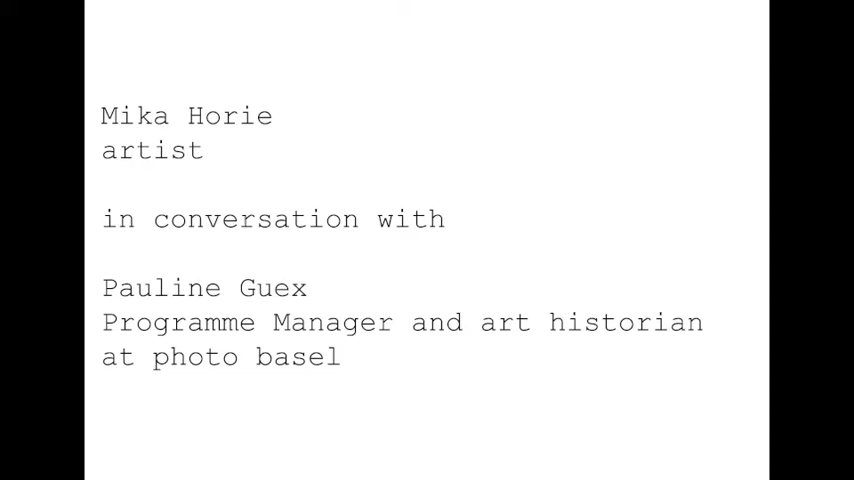 Mika Horie
artist
in conversation with
Pauline Guex
Programme Manager and art historian
at photo basel